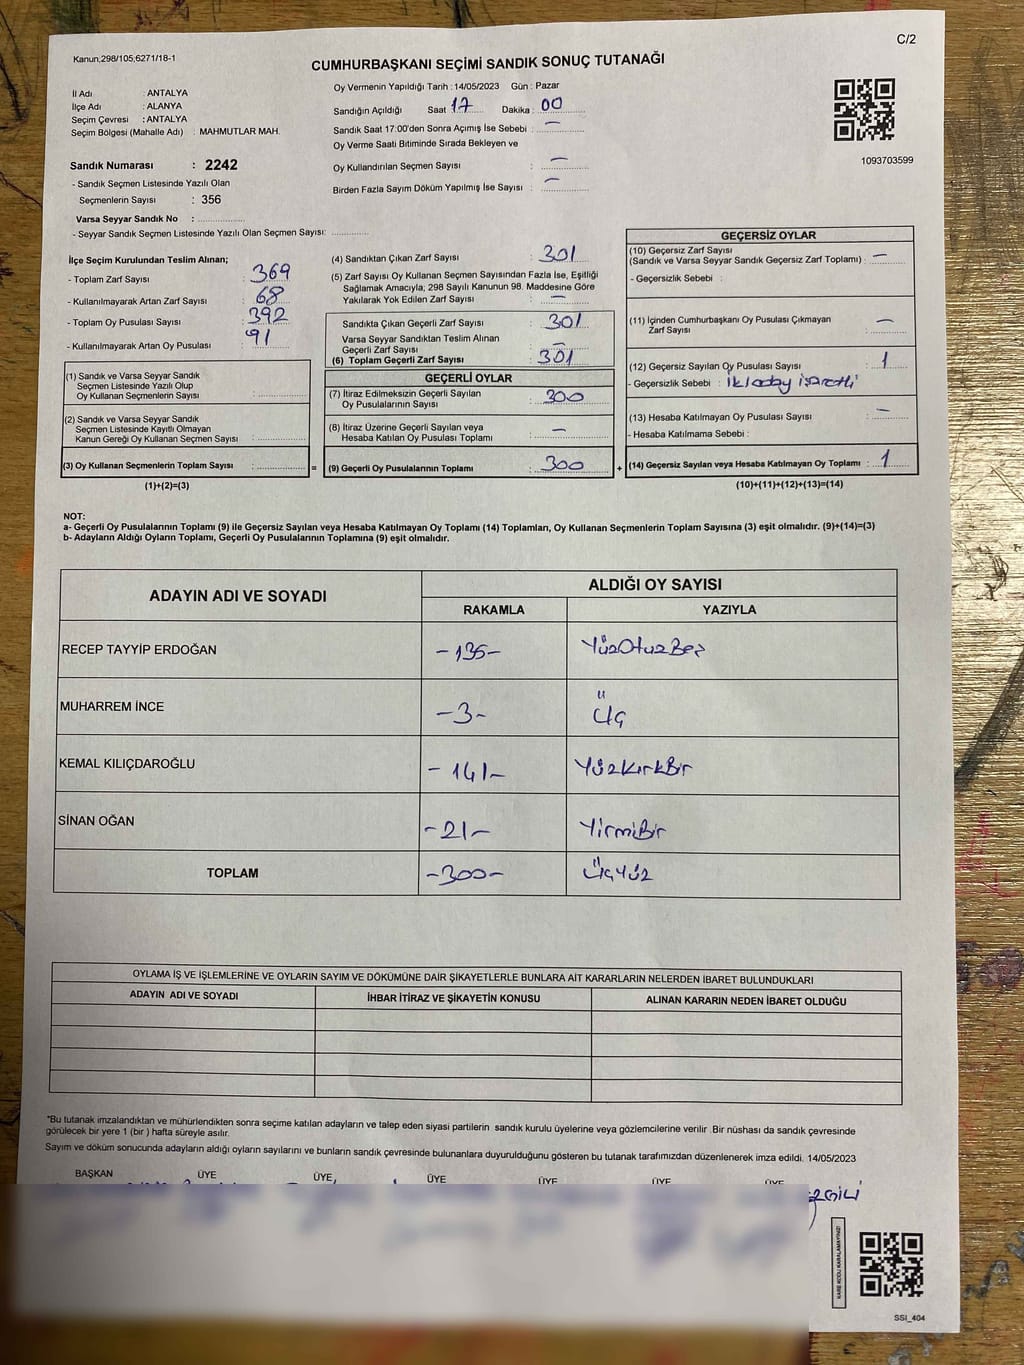 C/2
Kanun,298/105;6271/18-1
CUMHURBAŞKANI SEÇİMİ SANDIK SONUÇ TUTANAĞI
İl Adı : ANTALYA
İlçe Adı : ALANYA
Seçim Çevresi : ANTALYA
Seçim Bölgesi (Mahalle Adı) : MAHMUTLAR MAH.
Sandık Numarası : 2242
- Sandık Seçmen Listesinde Yazılı Olan
Seçmenlerin Sayısı : 356
Varsa Seyyar Sandık No :
- Seyyar Sandık Seçmen Listesinde Yazılı Olan Seçmen Sayısı:
Oy Vermenin Yapıldığı Tarih :14/05/2023 Gün : Pazar
Sandığın Açıldığı Saat 17 Dakika : 00
Sandık Saat 17:00'den Sonra Açımış İse Sebebi : —
Oy Verme Saati Bitiminde Sırada Bekleyen ve
Oy Kullandırılan Seçmen Sayısı : —
Birden Fazla Sayım Döküm Yapılmış İse Sayısı : —
1093703599
İlçe Seçim Kurulundan Teslim Alınan;
- Toplam Zarf Sayısı : 369
- Kullanılmayarak Artan Zarf Sayısı : 68
- Toplam Oy Pusulası Sayısı : 392
- Kullanılmayarak Artan Oy Pusulası : 91
(1) Sandık ve Varsa Seyyar Sandık
Seçmen Listesinde Yazılı Olup
Oy Kullanan Seçmenlerin Sayısı :
(2) Sandık ve Varsa Seyyar Sandık
Seçmen Listesinde Kayıtlı Olmayan
Kanun Gereği Oy Kullanan Seçmen Sayısı :
(3) Oy Kullanan Seçmenlerin Toplam Sayısı :
(1)+(2)=(3)
(4) Sandıktan Çıkan Zarf Sayısı : 301
(5) Zarf Sayısı Oy Kullanan Seçmen Sayısından Fazla İse, Eşitliği
Sağlamak Amacıyla; 298 Sayılı Kanunun 98. Maddesine Göre
Yakılarak Yok Edilen Zarf Sayısı : —
Sandıkta Çıkan Geçerli Zarf Sayısı : 301
Varsa Seyyar Sandıktan Teslim Alınan
Geçerli Zarf Sayısı : —
(6) Toplam Geçerli Zarf Sayısı : 301
GEÇERLİ OYLAR
(7) İtiraz Edilmeksizin Geçerli Sayılan
Oy Pusulalarının Sayısı : 300
(8) İtiraz Üzerine Geçerli Sayılan veya
Hesaba Katılan Oy Pusulası Toplamı : —
= (9) Geçerli Oy Pusulalarının Toplamı : 300 +
GEÇERSİZ OYLAR
(10) Geçersiz Zarf Sayısı
(Sandık ve Varsa Seyyar Sandık Geçersiz Zarf Toplamı) : —
- Geçersizlik Sebebi :
(11) İçinden Cumhurbaşkanı Oy Pusulası Çıkmayan
Zarf Sayısı : —
(12) Geçersiz Sayılan Oy Pusulası Sayısı : 1
- Geçersizlik Sebebi : iki aday işaretli
(13) Hesaba Katılmayan Oy Pusulası Sayısı : —
- Hesaba Katılmama Sebebi :
(14) Geçersiz Sayılan veya Hesaba Katılmayan Oy Toplamı : 1
(10)+(11)+(12)+(13)=(14)
NOT:
a- Geçerli Oy Pusulalarının Toplamı (9) ile Geçersiz Sayılan veya Hesaba Katılmayan Oy Toplamı (14) Toplamları, Oy Kullanan Seçmenlerin Toplam Sayısına (3) eşit olmalıdır. (9)+(14)=(3)
b- Adayların Aldığı Oyların Toplamı, Geçerli Oy Pusulalarının Toplamına (9) eşit olmalıdır.
ADAYIN ADI VE SOYADI ALDIĞI OY SAYISI
RAKAMLA YAZIYLA
RECEP TAYYİP ERDOĞAN -135- YüzOtuzBeş
MUHARREM İNCE -3- Üç
KEMAL KILIÇDAROĞLU -141- YüzKırkBir
SİNAN OĞAN -21- YirmiBir
TOPLAM -300- ÜçYüz
OYLAMA İŞ VE İŞLEMLERİNE VE OYLARIN SAYIM VE DÖKÜMÜNE DAİR ŞİKAYETLERLE BUNLARA AİT KARARLARIN NELERDEN İBARET BULUNDUKLARI
ADAYIN ADI VE SOYADI İHBAR İTİRAZ VE ŞİKAYETİN KONUSU ALINAN KARARIN NEDEN İBARET OLDUĞU
"Bu tutanak imzalandıktan ve mühürlendikten sonra seçime katılan adayların ve talep eden siyasi partilerin sandık kurulu üyelerine veya gözlemcilerine verilir .Bir nüshası da sandık çevresinde
görülecek bir yere 1 (bir ) hafta süreyle asılır.
Sayım ve döküm sonucunda adayların aldığı oyların sayılarını ve bunların sandık çevresinde bulunanlara duyurulduğunu gösteren bu tutanak tarafımızdan düzenlenerek imza edildi. 14/05/2023
BAŞKAN ÜYE ÜYE ÜYE ÜYE ÜYE ÜYE
KARE KODU KARALAMAYINIZ!
SSI_404